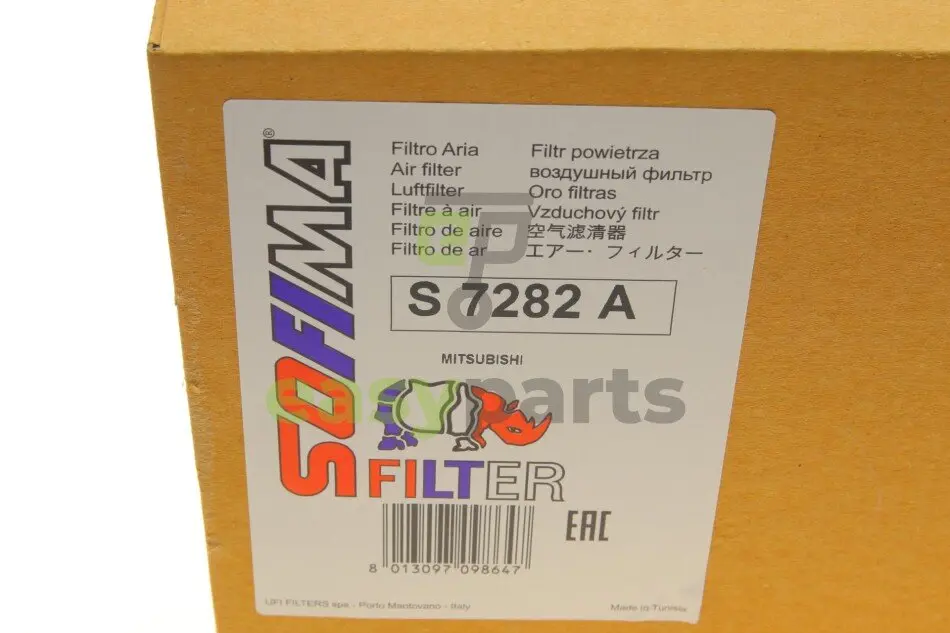 SOFIMA®
Filtro Aria
Air filter
Luftfilter
Filtre à air
Filtro de aire
Filtro de ar
Filtr powietrza
воздушный фильтр
Oro filtras
Vzduchový filtr
空气滤清器
エアー・フィルター
S 7282 A
MITSUBISHI
easyparts
FILTER
EAC
8 013097 098647
UFI FILTERS spa - Porto Mantovano - Italy
Made in Tunisia